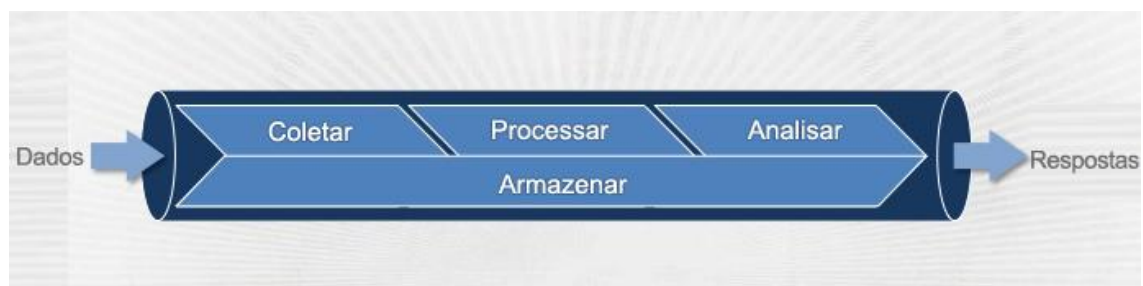 Coletar
Processar
Analisar
Dados
Respostas
Armazenar